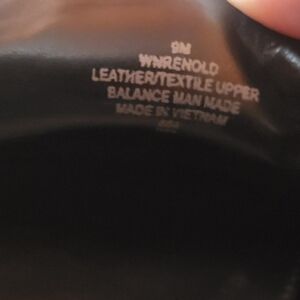 9M
WNRENOLD
LEATHER/TEXTILE UPPER
BALANCE MAN MADE
MADE IN VIETNAM